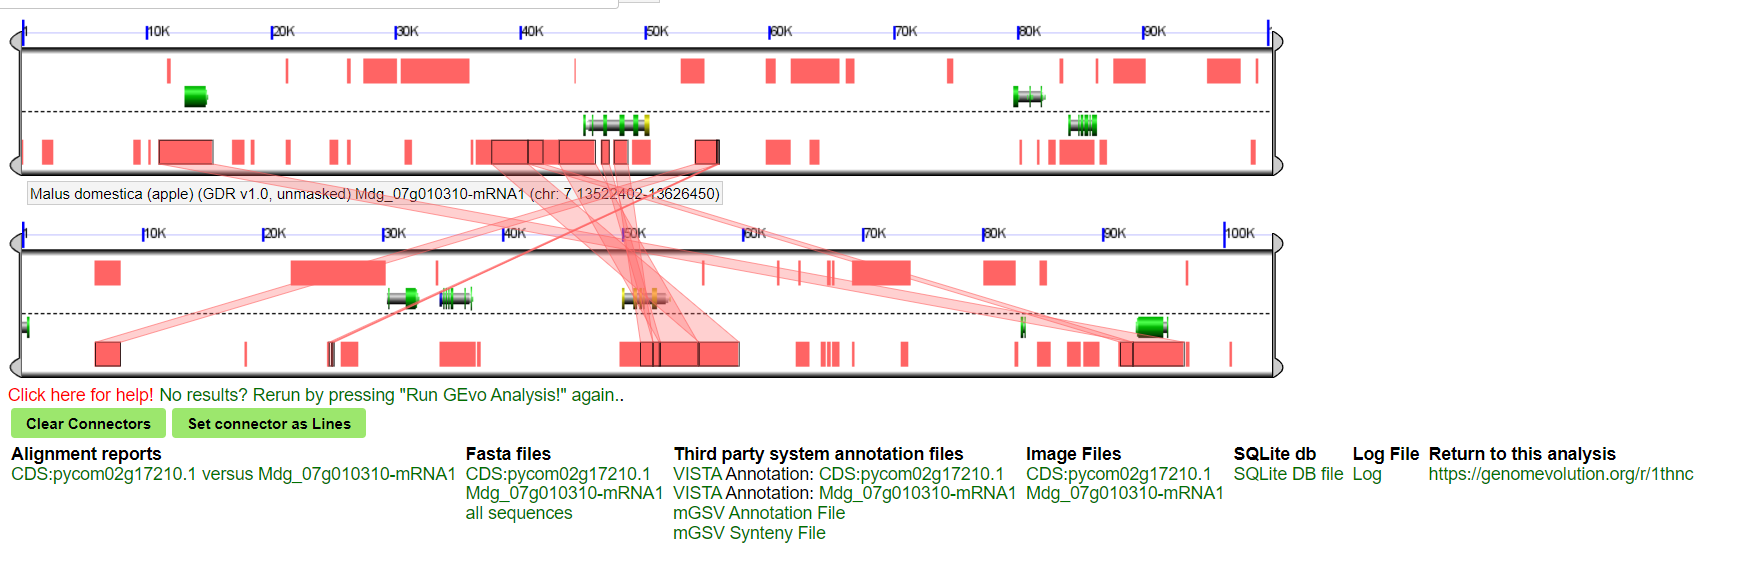 1 10K 20K 30K 40K 50K 60K 70K 80K 90K
Malus domestica (apple) (GDR v1.0, unmasked) Mdg_07g010310-mRNA1 (chr: 7 13522402-13626450)
1 10K 20K 30K 40K 50K 60K 70K 80K 90K 100K
Click here for help! No results? Rerun by pressing "Run GEvo Analysis!" again..
Clear Connectors Set connector as Lines
Alignment reports Fasta files Third party system annotation files Image Files SQLite db Log File Return to this analysis
CDS:pycom02g17210.1 versus Mdg_07g010310-mRNA1 CDS:pycom02g17210.1 VISTA Annotation: CDS:pycom02g17210.1 CDS:pycom02g17210.1 SQLite DB file Log https://genomevolution.org/r/1thnc
Mdg_07g010310-mRNA1 VISTA Annotation: Mdg_07g010310-mRNA1 Mdg_07g010310-mRNA1
all sequences mGSV Annotation File
mGSV Synteny File